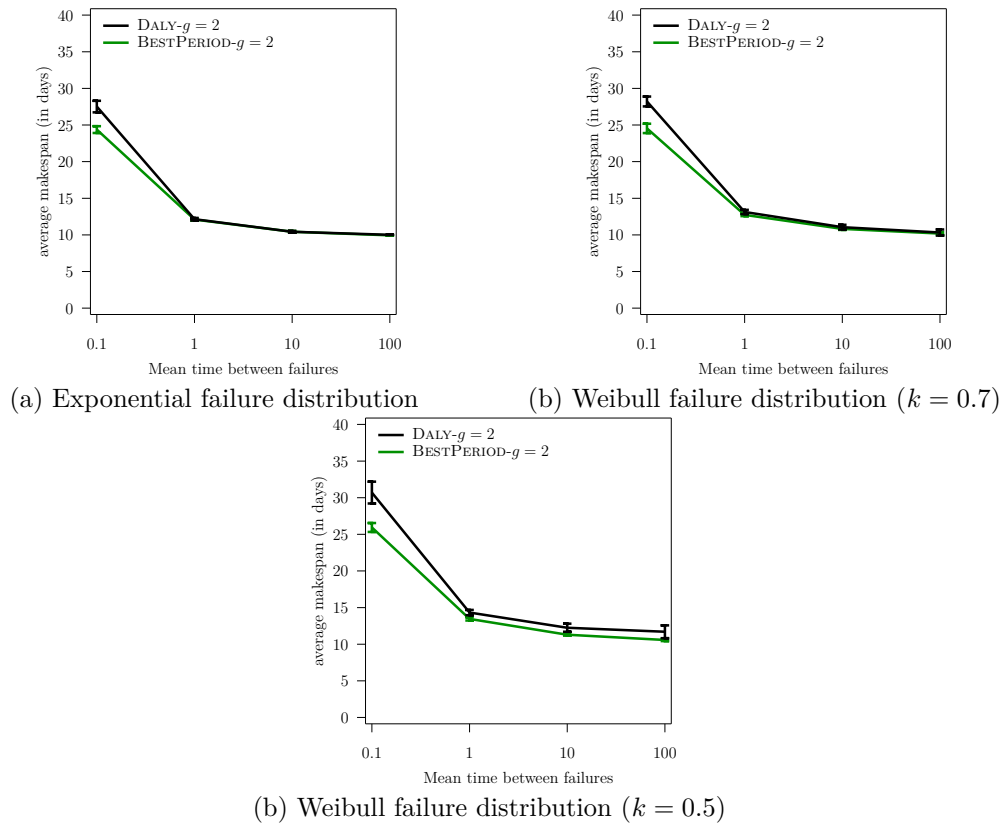 DALY-g = 2
BESTPERIOD-g = 2
average makespan (in days)
40
35
30
25
20
15
10
5
0
0.1 1 10 100
Mean time between failures
(a) Exponential failure distribution
DALY-g = 2
BESTPERIOD-g = 2
average makespan (in days)
40
35
30
25
20
15
10
5
0
0.1 1 10 100
Mean time between failures
(b) Weibull failure distribution (k = 0.7)
DALY-g = 2
BESTPERIOD-g = 2
average makespan (in days)
40
35
30
25
20
15
10
5
0
0.1 1 10 100
Mean time between failures
(b) Weibull failure distribution (k = 0.5)